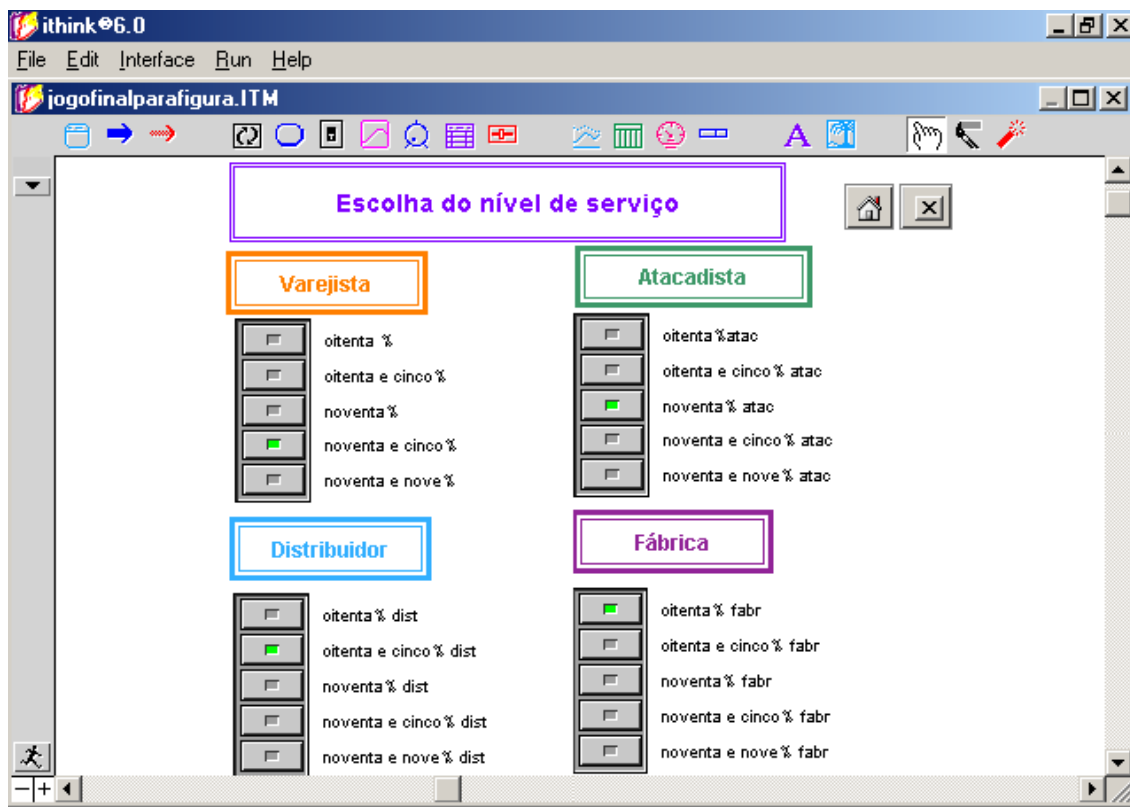 ithink®6.0
File Edit Interface Run Help
jogofinalparafigura.ITM
A
Escolha do nível de serviço
Varejista
oitenta %
oitenta e cinco %
noventa %
noventa e cinco %
noventa e nove %
Atacadista
oitenta %atac
oitenta e cinco % atac
noventa % atac
noventa e cinco % atac
noventa e nove % atac
Distribuidor
oitenta % dist
oitenta e cinco % dist
noventa % dist
noventa e cinco % dist
noventa e nove % dist
Fábrica
oitenta % fabr
oitenta e cinco % fabr
noventa % fabr
noventa e cinco % fabr
noventa e nove % fabr